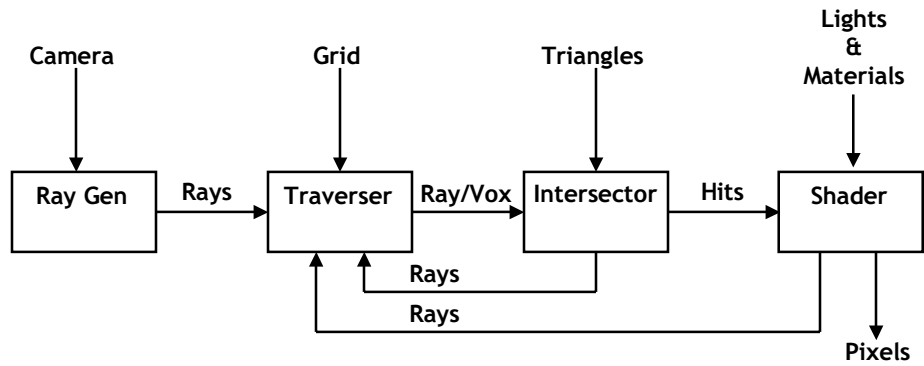 Lights
&
Materials
Camera
Grid
Triangles
Ray Gen
Rays
Traverser
Ray/Vox
Intersector
Hits
Shader
Rays
Rays
Pixels